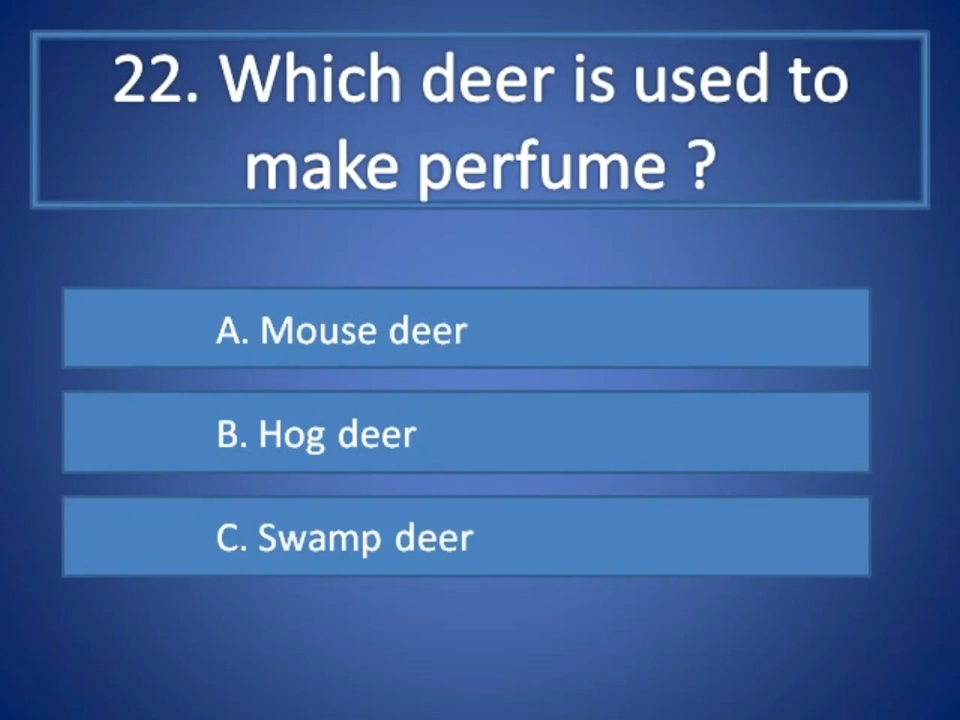 22. Which deer is used to
make perfume ?
A. Mouse deer
B. Hog deer
C. Swamp deer